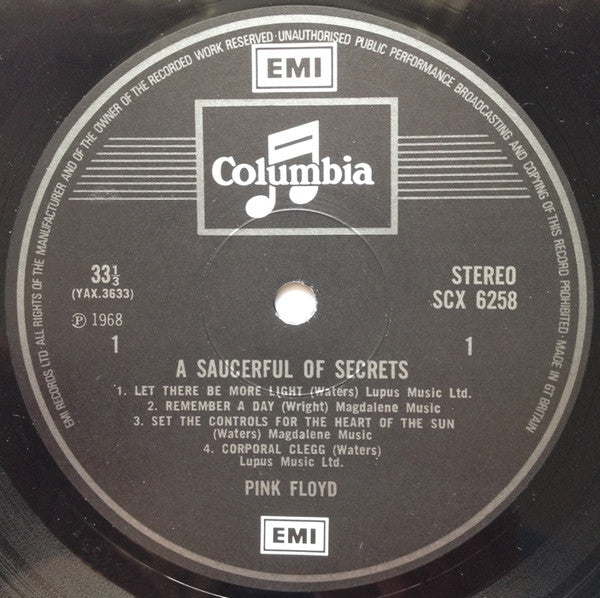 EMI RECORDS LTD · ALL RIGHTS OF THE MANUFACTURER AND OF THE OWNER OF THE RECORDED WORK RESERVED · UNAUTHORISED PUBLIC PERFORMANCE BROADCASTING AND COPYING OF THIS RECORD PROHIBITED · MADE IN GT BRITAIN
EMI
Columbia
33⅓
(YAX.3633)
STEREO
SCX 6258
℗ 1968
1
1
A SAUCERFUL OF SECRETS
1. LET THERE BE MORE LIGHT (Waters) Lupus Music Ltd.
2. REMEMBER A DAY (Wright) Magdalene Music
3. SET THE CONTROLS FOR THE HEART OF THE SUN
(Waters) Magdalene Music
4. CORPORAL CLEGG (Waters)
Lupus Music Ltd.
PINK FLOYD
EMI